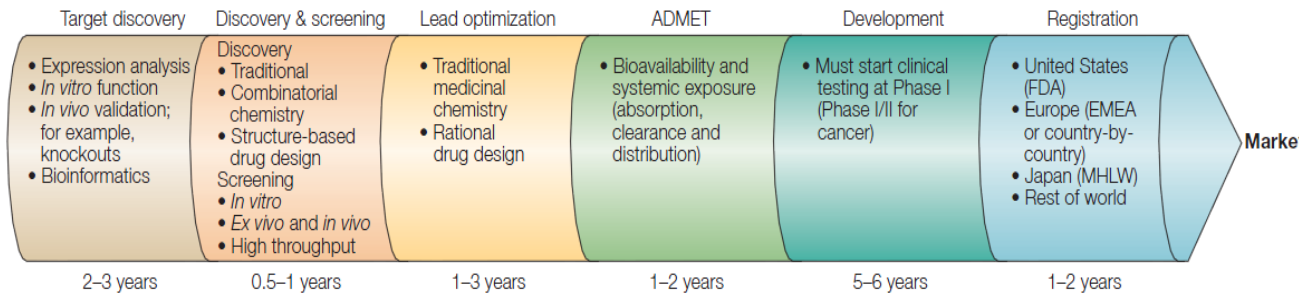 Target discovery
Discovery & screening
Lead optimization
ADMET
Development
Registration
• Expression analysis
• In vitro function
• In vivo validation;
for example,
knockouts
• Bioinformatics
Discovery
• Traditional
• Combinatorial
chemistry
• Structure-based
drug design
Screening
• In vitro
• Ex vivo and in vivo
• High throughput
• Traditional
medicinal
chemistry
• Rational
drug design
• Bioavailability and
systemic exposure
(absorption,
clearance and
distribution)
• Must start clinical
testing at Phase I
(Phase I/II for
cancer)
• United States
(FDA)
• Europe (EMEA
or country-by-
country)
• Japan (MHLW)
• Rest of world
Marke
2–3 years
0.5–1 years
1–3 years
1–2 years
5–6 years
1–2 years